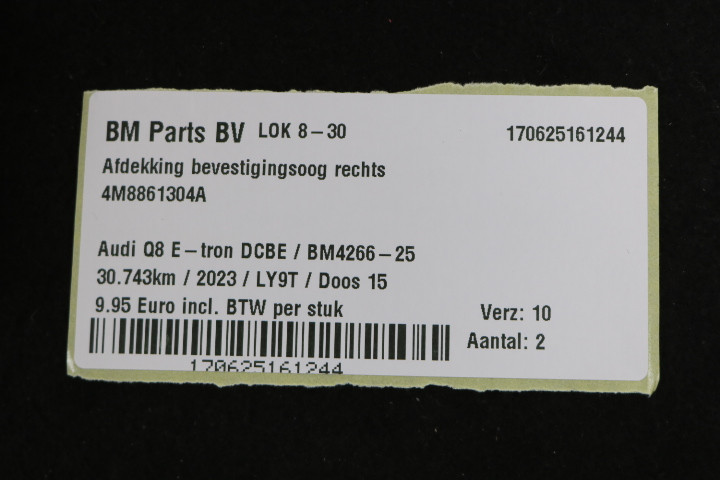 BM Parts BV LOK 8-30 170625161244
Afdekking bevestigingsoog rechts
4M8861304A
Audi Q8 E-tron DCBE / BM4266-25
30.743km / 2023 / LY9T / Doos 15
9.95 Euro incl. BTW per stuk Verz: 10
Aantal: 2
170625161244